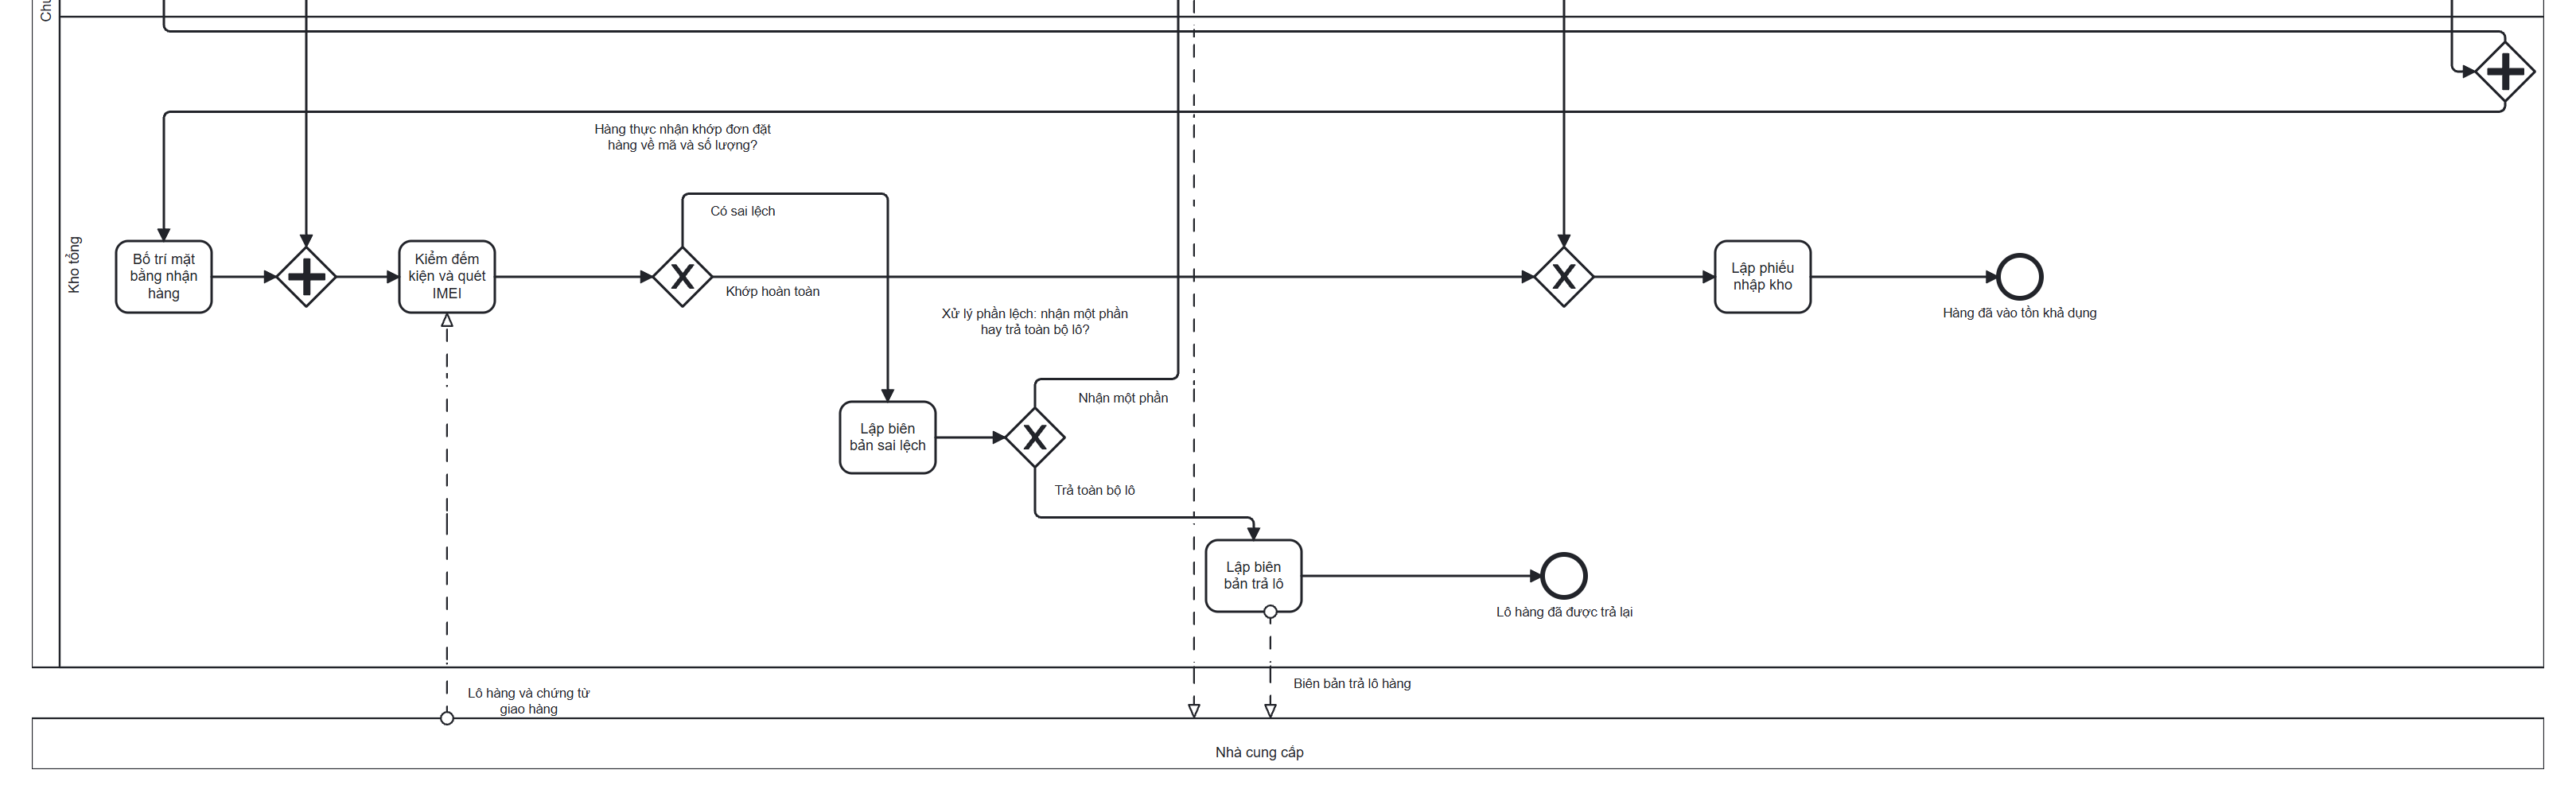 Hàng thực nhận khớp đơn đặt
hàng về mã và số lượng?
Có sai lệch
Kho tổng
Bố trí mặt
bằng nhận
hàng
Kiểm đếm
kiện và quét
IMEI
Khớp hoàn toàn
Lập phiếu
nhập kho
Hàng đã vào tồn khả dụng
Xử lý phần lệch: nhận một phần
hay trả toàn bộ lô?
Nhận một phần
Lập biên
bản sai lệch
Trả toàn bộ lô
Lập biên
bản trả lô
Lô hàng đã được trả lại
Lô hàng và chứng từ
giao hàng
Biên bản trả lô hàng
Nhà cung cấp